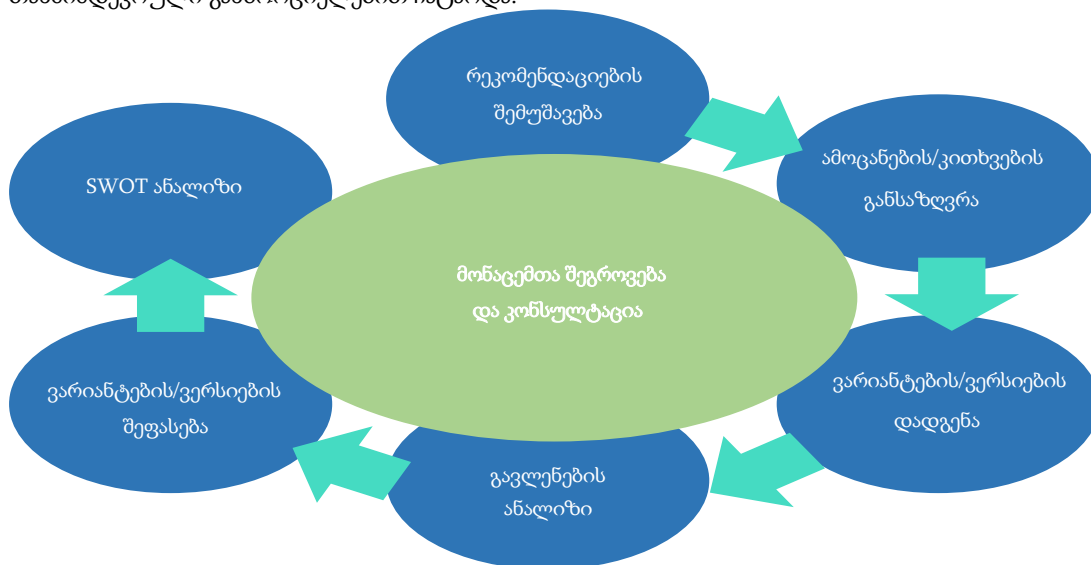 რეკომენდაციების
შემუშავება
ამოცანების/კითხვების
განსაზღვრა
SWOT ანალიზი
მონაცემთა შეგროვება
და კონსულტაცია
ვარიანტების/ვერსიების
შეფასება
ვარიანტების/ვერსიების
დადგენა
გავლენების
ანალიზი